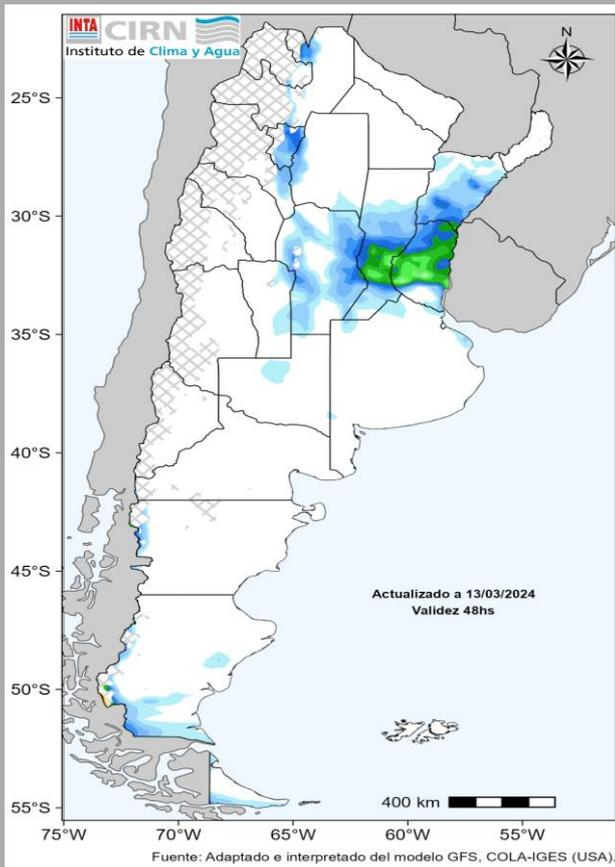 INTA CIRN
Instituto de Clima y Agua
N
25°S
30°S
35°S
40°S
45°S
50°S
55°S
Actualizado a 13/03/2024
Validez 48hs
400 km
75°W
70°W
65°W
60°W
55°W
Fuente: Adaptado e interpretado del modelo GFS, COLA-IGES (USA).